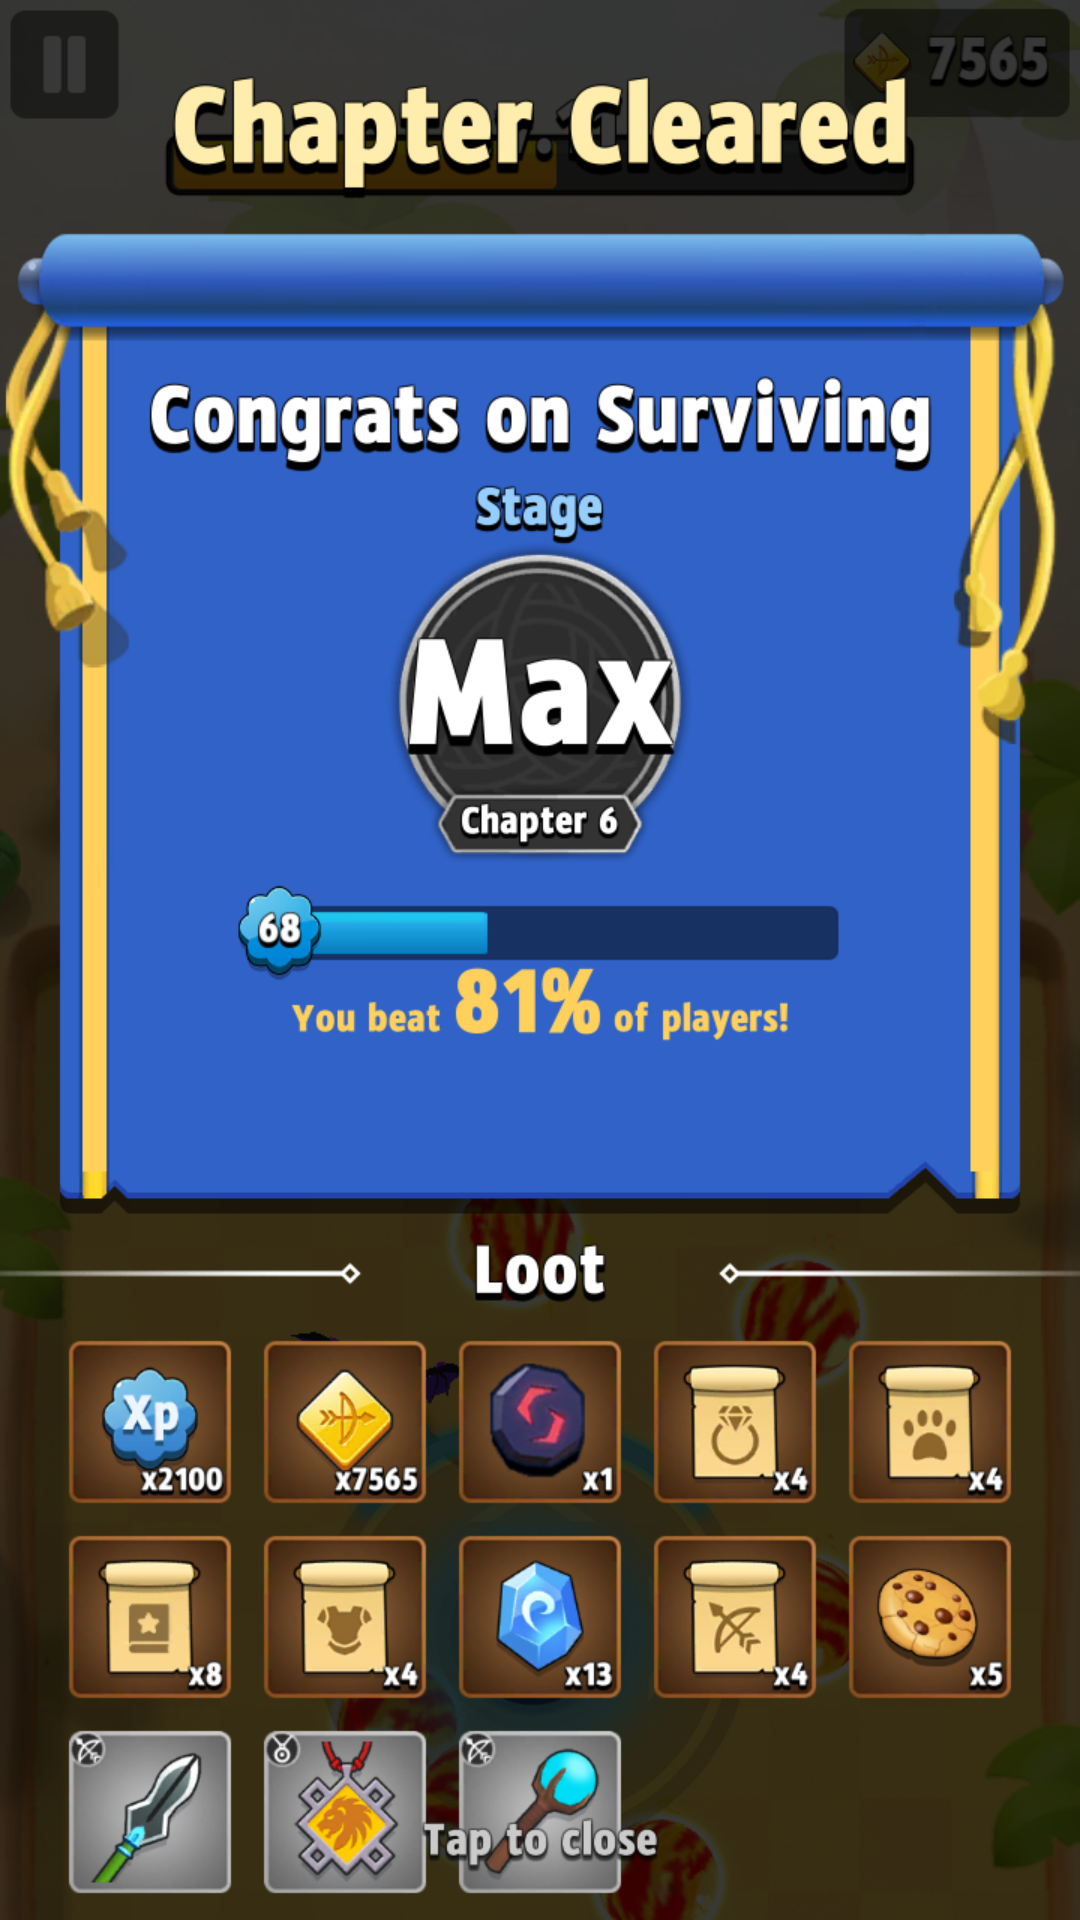 7565
Chapter Cleared
Congrats on Surviving
Stage
Max
Chapter 6
68
You beat 81% of players!
Loot
Xp
x2100
x7565
x1
x4
x4
x8
x4
x13
x4
x5
Tap to close